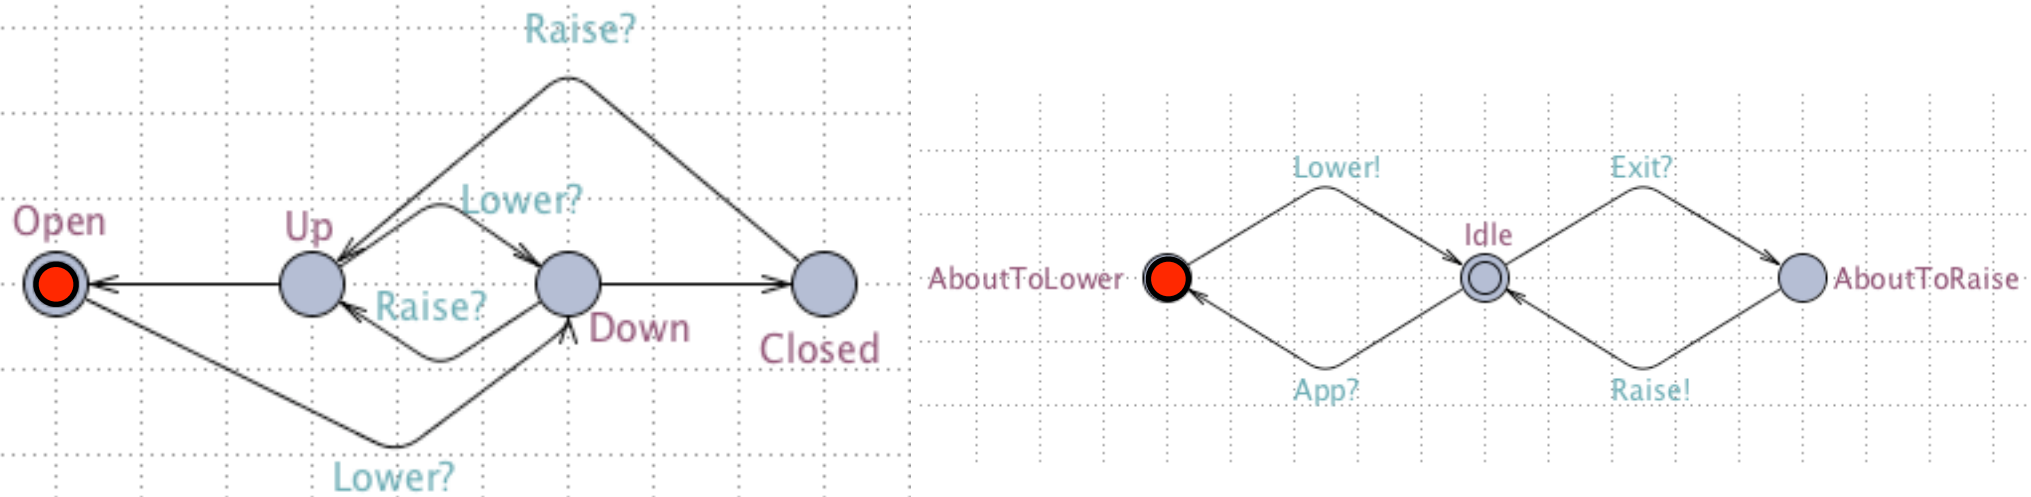 Raise?
Lower?
Open
Up
Raise?
Down
Closed
Lower?
Lower!
Exit?
Idle
AboutToLower
AboutToRaise
App?
Raise!